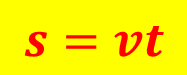 s = vt